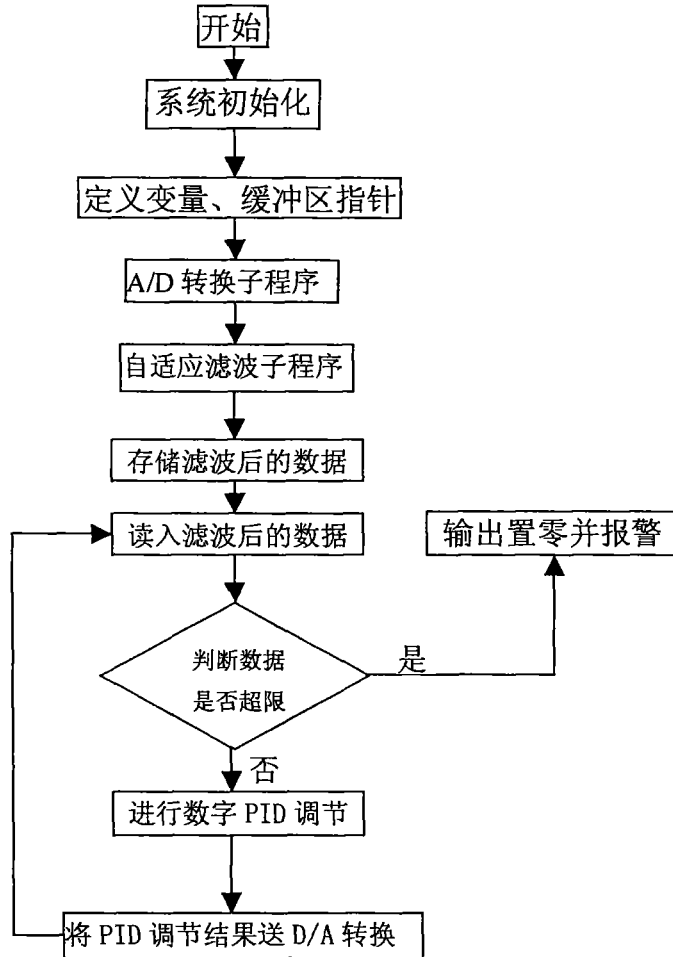 开始
系统初始化
定义变量、缓冲区指针
A/D 转换子程序
自适应滤波子程序
存储滤波后的数据
读入滤波后的数据
输出置零并报警
判断数据
是否超限
是
否
进行数字 PID 调节
将 PID 调节结果送 D/A 转换